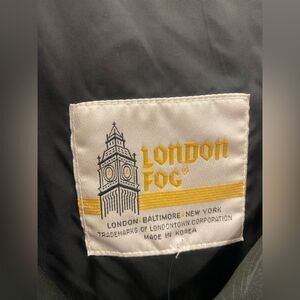 LONDON
FOG®
LONDON · BALTIMORE · NEW YORK
TRADEMARKS OF LONDONTOWN CORPORATION
MADE IN KOREA